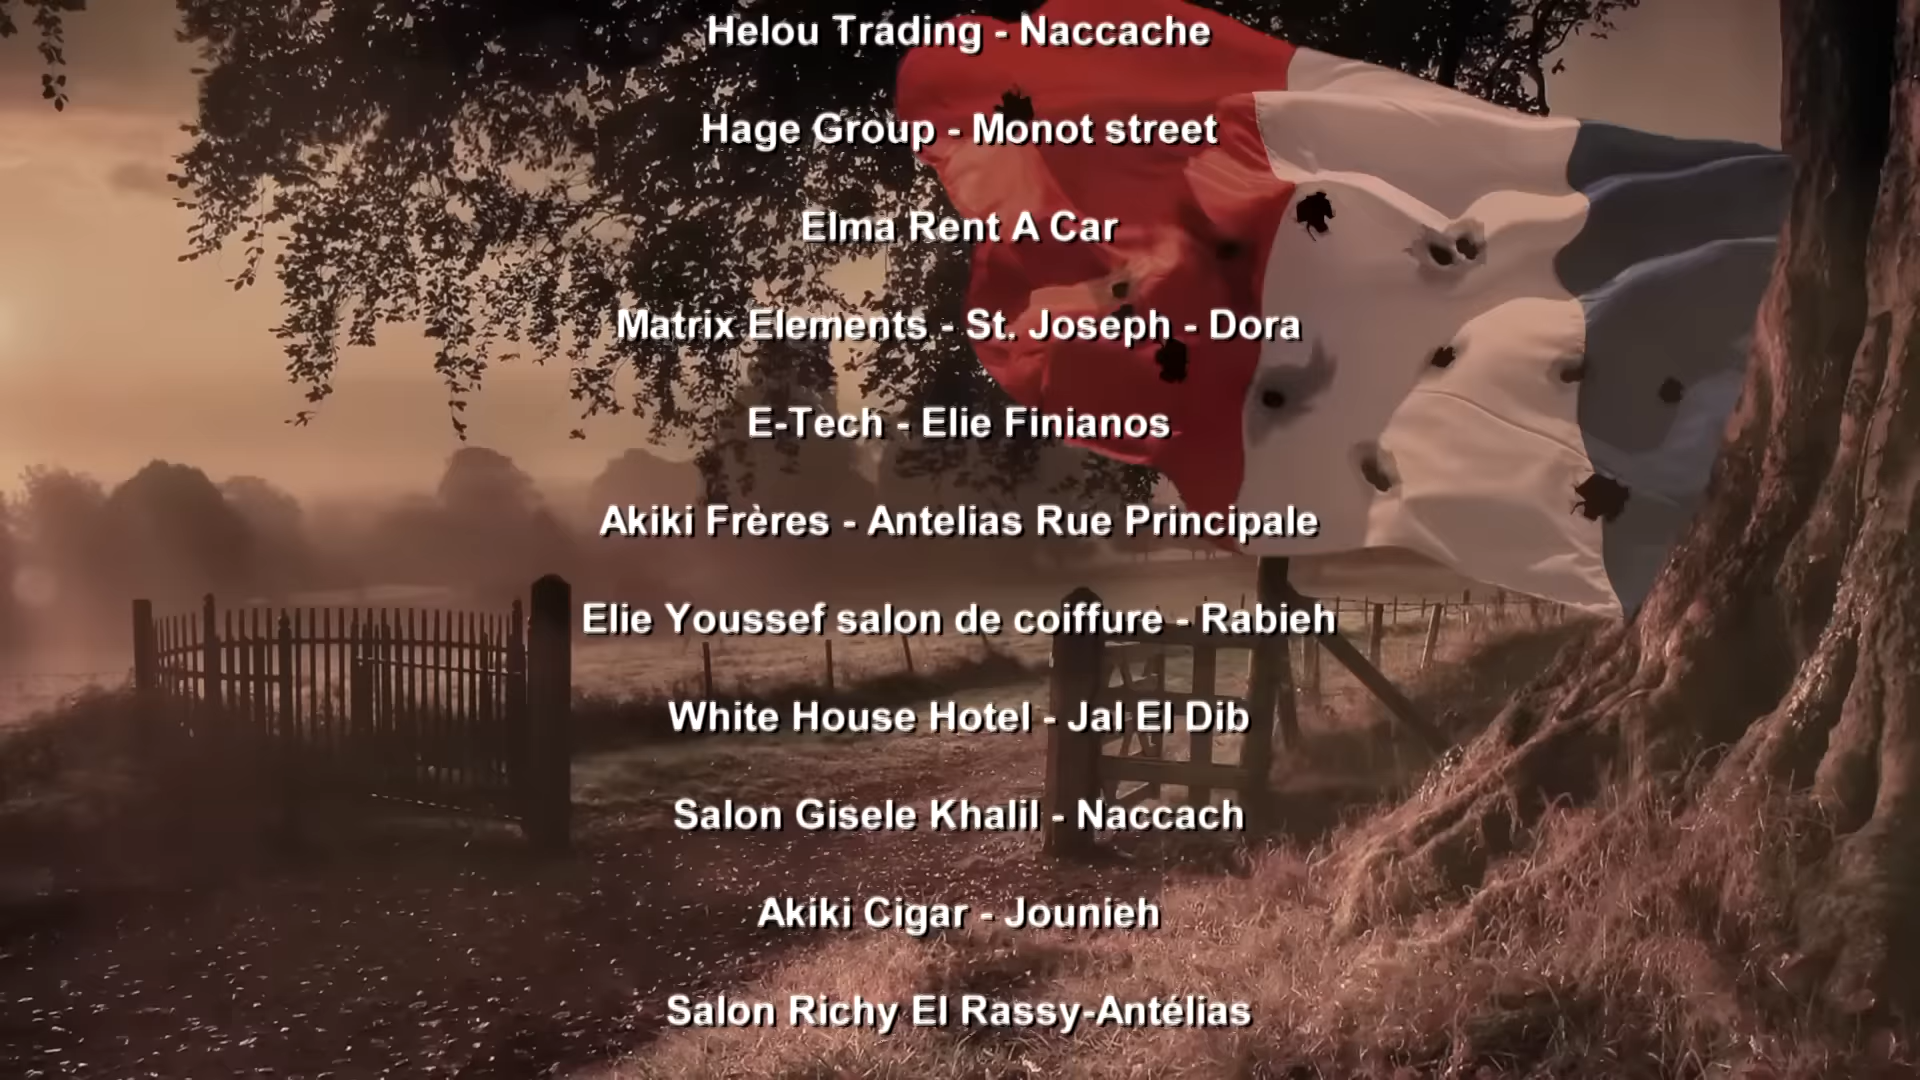 Helou Trading - Naccache
Hage Group - Monot street
Elma Rent A Car
Matrix Elements - St. Joseph - Dora
E-Tech - Elie Finianos
Akiki Frères - Antelias Rue Principale
Elie Youssef salon de coiffure - Rabieh
White House Hotel - Jal El Dib
Salon Gisele Khalil - Naccach
Akiki Cigar - Jounieh
Salon Richy El Rassy-Antélias